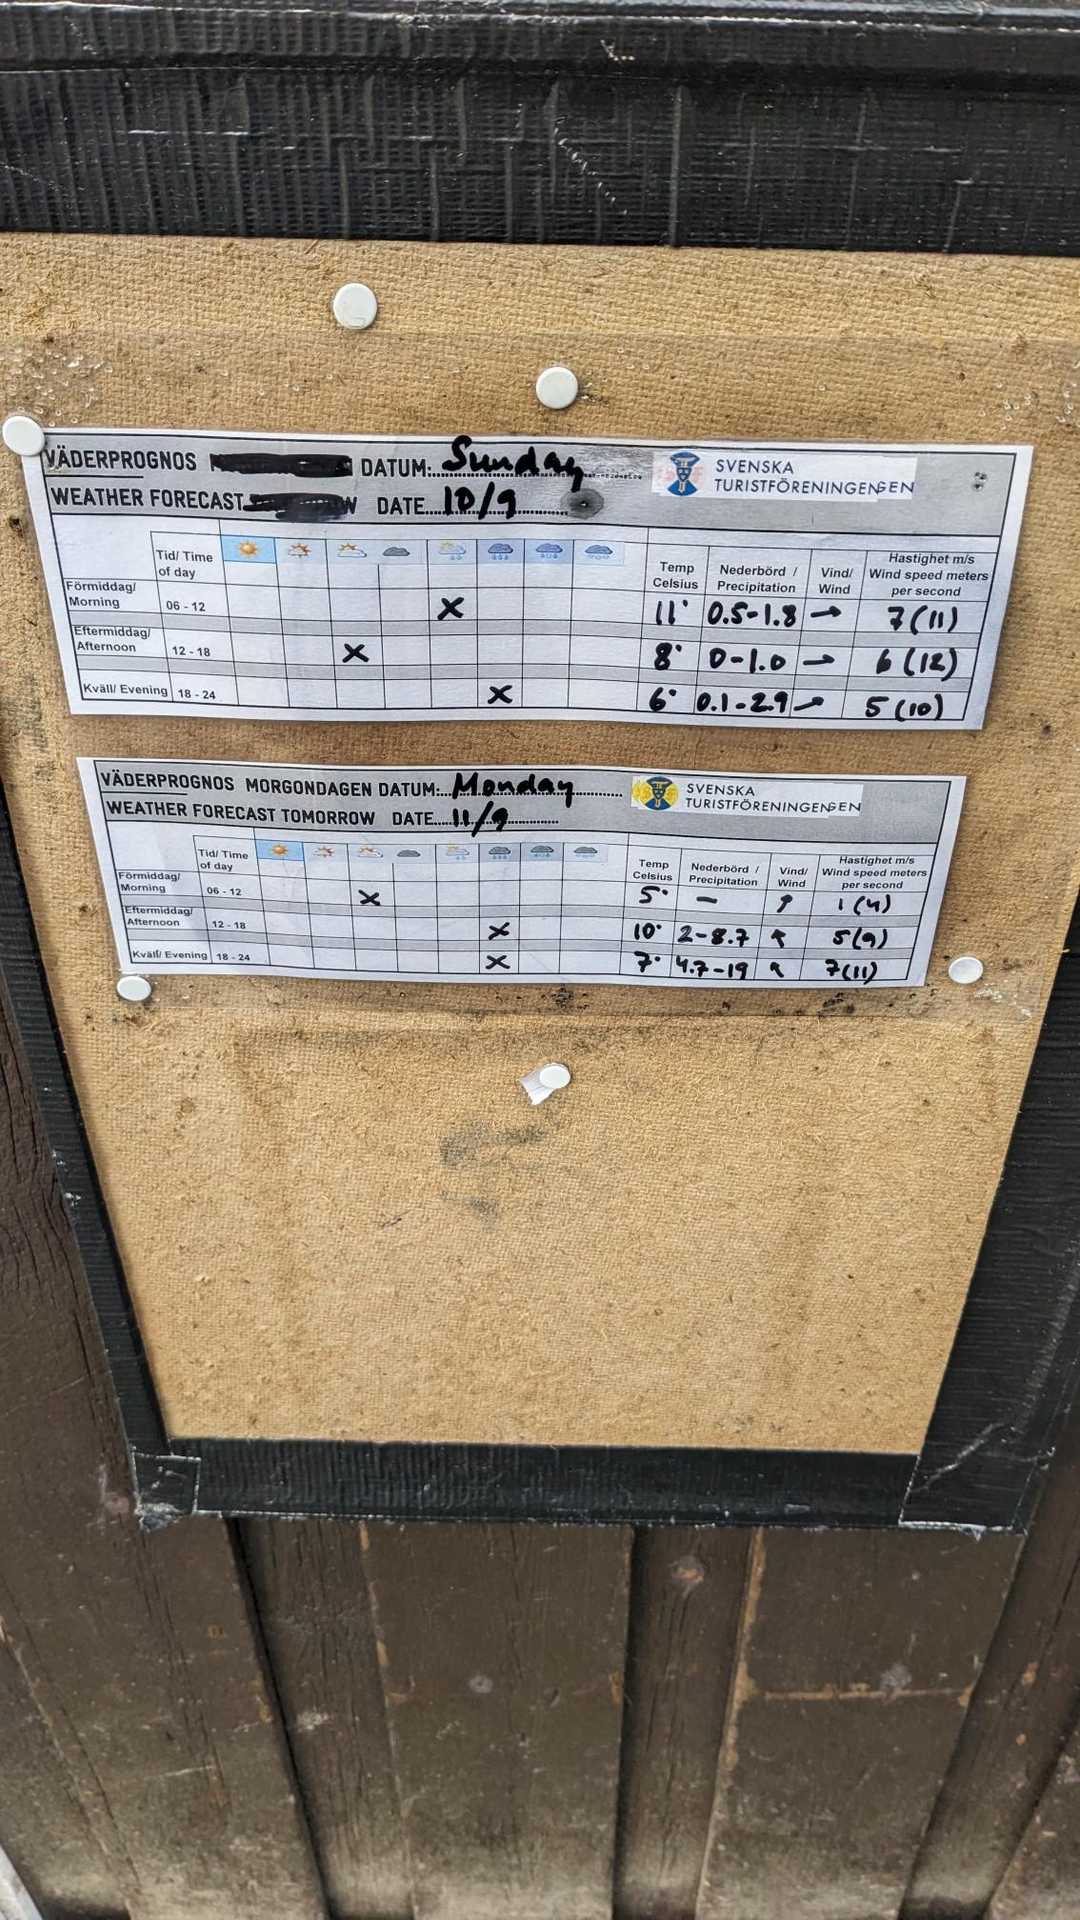 VÄDERPROGNOS DATUM: Sunday
WEATHER FORECAST W DATE 10/9
SVENSKA
TURISTFÖRENINGENGEN
Tid/ Time
of day
Temp
Celsius
Nederbörd /
Precipitation
Vind/
Wind
Hastighet m/s
Wind speed meters
per second
Förmiddag/
Morning 06 - 12 X 11° 0.5-1.8 → 7(11)
Eftermiddag/
Afternoon 12 - 18 X 8° 0-1.0 → 6(12)
Kväll/ Evening 18 - 24 X 6° 0.1-2.9 → 5(10)
VÄDERPROGNOS MORGONDAGEN DATUM: Monday
WEATHER FORECAST TOMORROW DATE 11/9
SVENSKA
TURISTFÖRENINGENGEN
Tid/ Time
of day
Temp
Celsius
Nederbörd /
Precipitation
Vind/
Wind
Hastighet m/s
Wind speed meters
per second
Förmiddag/
Morning 06 - 12 X 5° - ↑ 1(4)
Eftermiddag/
Afternoon 12 - 18 X 10° 2-8.7 ↖ 5(9)
Kväll/ Evening 18 - 24 X 7° 4.7-19 ↖ 7(11)